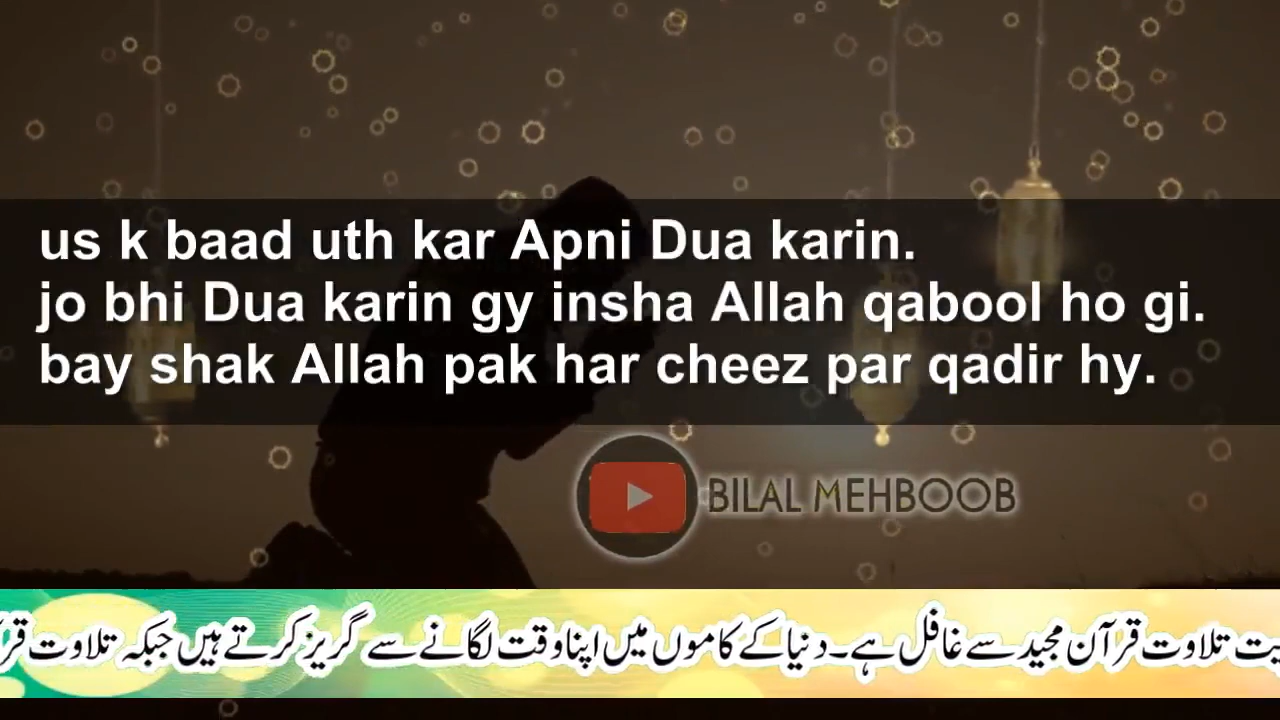 us k baad uth kar Apni Dua karin.
jo bhi Dua karin gy insha Allah qabool ho gi.
bay shak Allah pak har cheez par qadir hy.
BILAL MEHBOOB
تلاوت قرآن مجید سے غافل ہے۔ دنیا کے کاموں میں اپنا وقت لگانے سے گریز کرتے ہیں جبکہ تلاوت